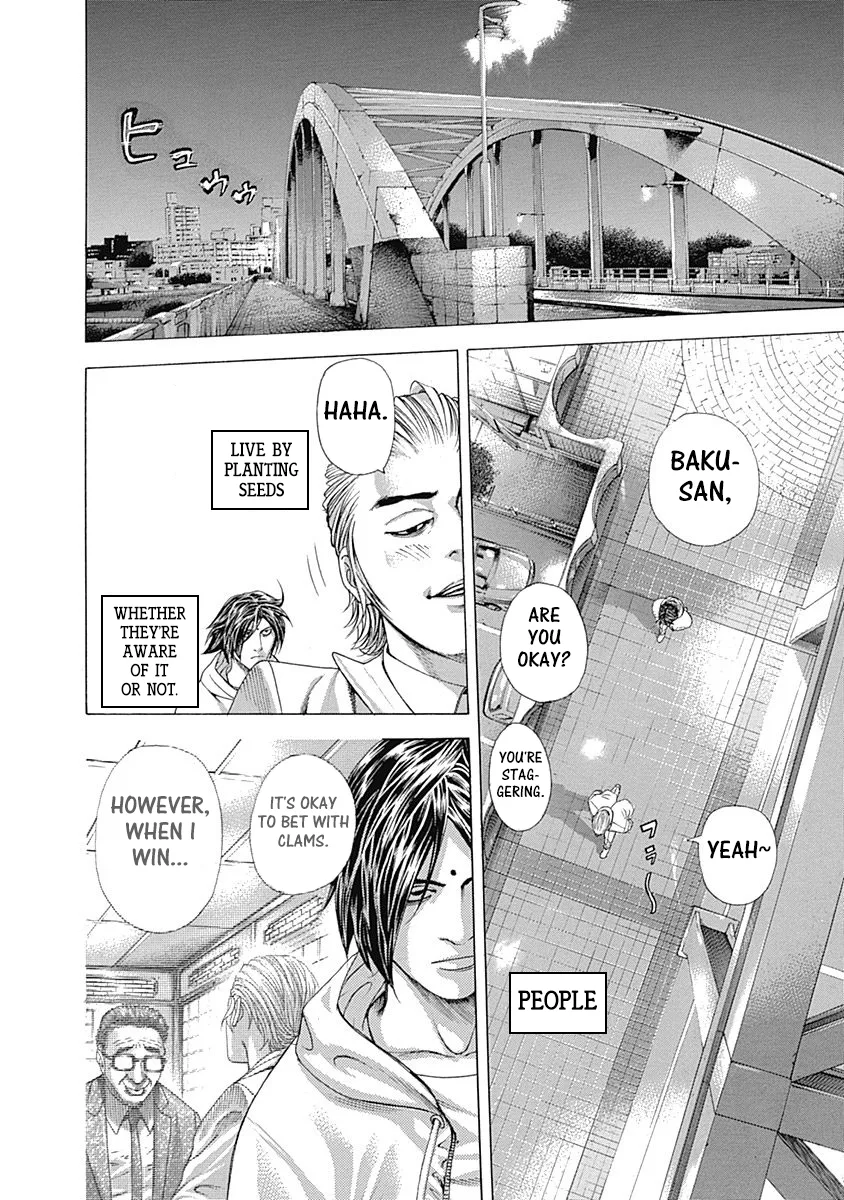 ヒュウウゥ
BAKU-
SAN,
ARE
YOU
OKAY?
YOU'RE
STAG-
GERING.
フラ〜
YEAH~
PEOPLE
HAHA.
LIVE BY
PLANTING
SEEDS
WHETHER
THEY'RE
AWARE
OF IT
OR NOT.
IT'S OKAY
TO BET WITH
CLAMS.
HOWEVER,
WHEN I
WIN...